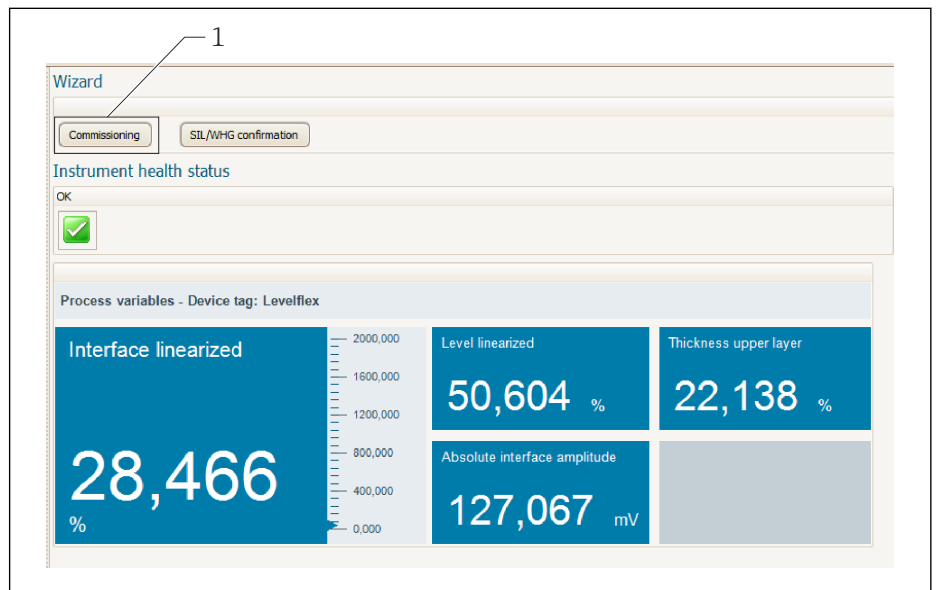 1
Wizard
Commissioning
SIL/WHG confirmation
Instrument health status
OK
Process variables - Device tag: Levelflex
Interface linearized
28,466
%
2000,000
1600,000
1200,000
800,000
400,000
0,000
Level linearized
50,604 %
Thickness upper layer
22,138 %
Absolute interface amplitude
127,067 mV